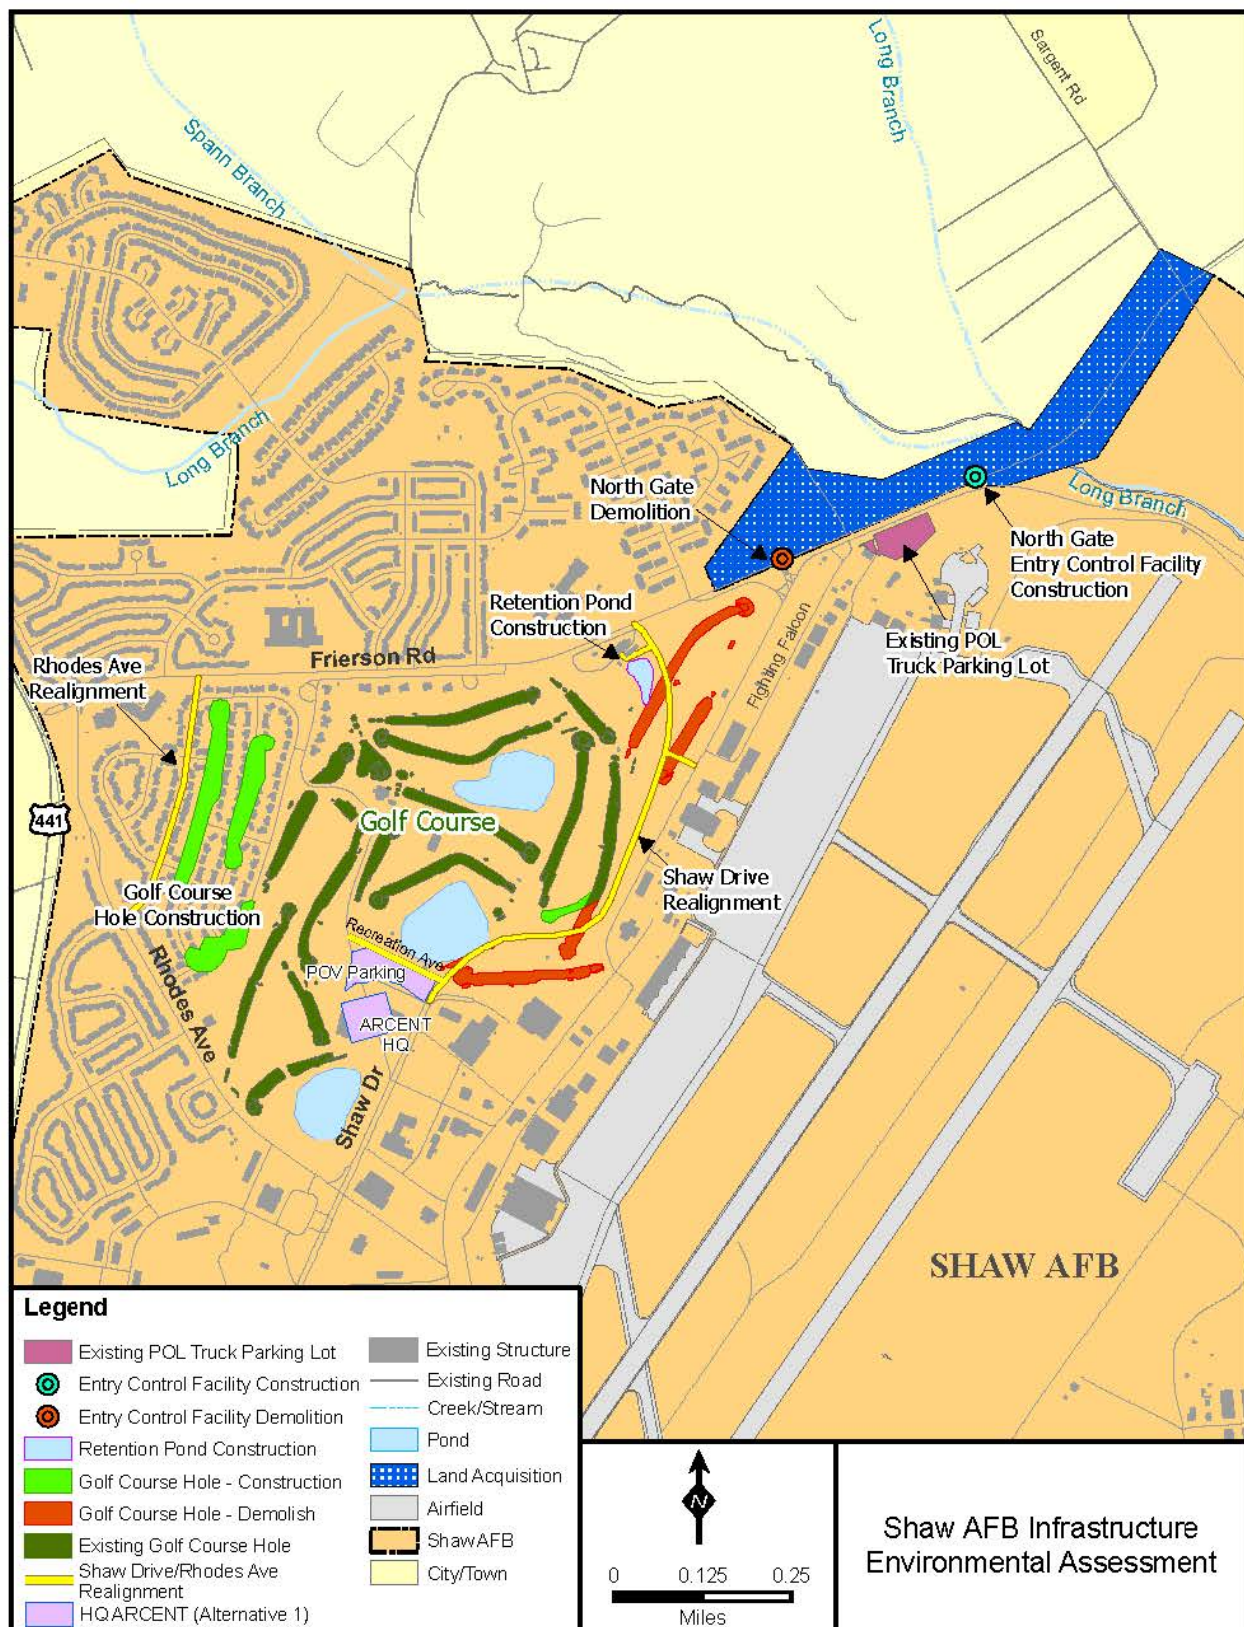 Spann Branch
Long Branch
Sargent Rd
Long Branch
North Gate
Demolition
Long Branch
North Gate
Entry Control Facility
Construction
Retention Pond
Construction
Existing POL
Truck Parking Lot
Fighting Falcon
Frierson Rd
Rhodes Ave
Realignment
441
Golf Course
Golf Course
Hole Construction
Shaw Drive
Realignment
Recreation Ave
POV Parking
Rhodes Ave
ARCENT
HQ
Shaw Dr
SHAW AFB
Legend
Existing POL Truck Parking Lot
Entry Control Facility Construction
Entry Control Facility Demolition
Retention Pond Construction
Golf Course Hole - Construction
Golf Course Hole - Demolish
Existing Golf Course Hole
Shaw Drive/Rhodes Ave
Realignment
HQ ARCENT (Alternative 1)
Existing Structure
Existing Road
Creek/Stream
Pond
Land Acquisition
Airfield
Shaw AFB
City/Town
N
0 0.125 0.25
Miles
Shaw AFB Infrastructure
Environmental Assessment